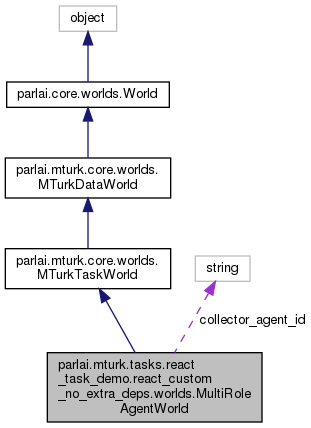 object
parlai.core.worlds.World
parlai.mturk.core.worlds.
MTurkDataWorld
parlai.mturk.core.worlds.
MTurkTaskWorld
string
collector_agent_id
parlai.mturk.tasks.react
_task_demo.react_custom
_no_extra_deps.worlds.MultiRole
AgentWorld